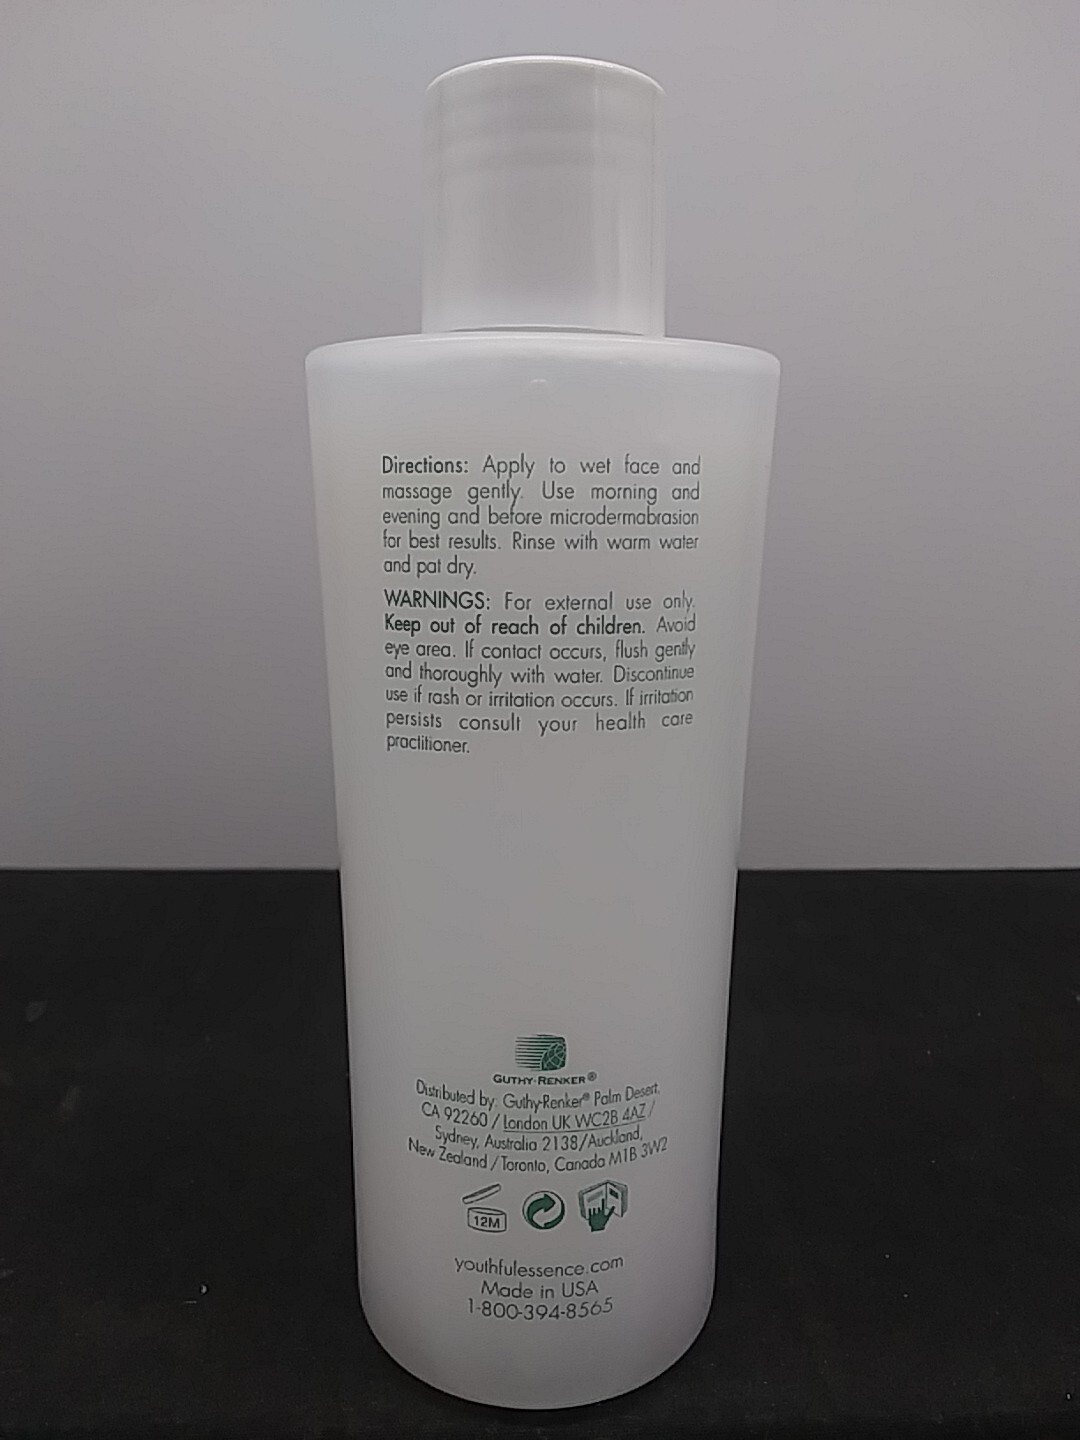 Directions: Apply to wet face and
massage gently. Use morning and
evening and before microdermabrasion
for best results. Rinse with warm water
and pat dry.
WARNINGS: For external use only.
Keep out of reach of children. Avoid
eye area. If contact occurs, flush gently
and thoroughly with water. Discontinue
use if rash or irritation occurs. If irritation
persists consult your health care
practitioner.
GUTHY-RENKER®
Distributed by: Guthy-Renker® Palm Desert,
CA 92260 / London UK WC2B 4AZ /
Sydney, Australia 2138/Auckland,
New Zealand / Toronto, Canada M1B 3W2
12M
youthfulessence.com
Made in USA
1-800-394-8565